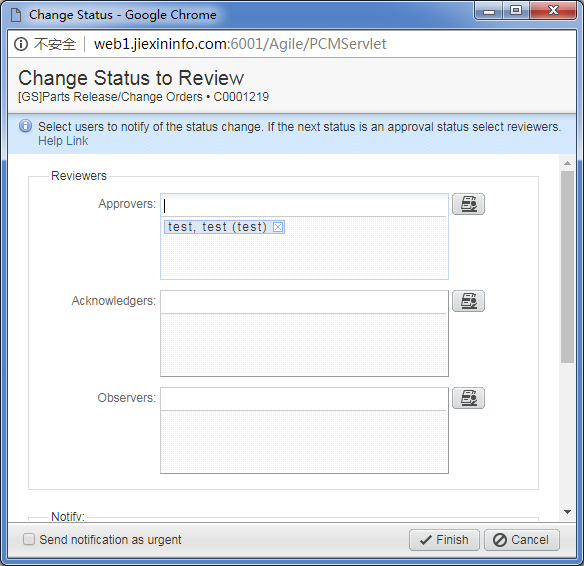 Change Status - Google Chrome
不安全 web1.jiexininfo.com:6001/Agile/PCMServlet
Change Status to Review
[GS]Parts Release/Change Orders • C0001219
Select users to notify of the status change. If the next status is an approval status select reviewers.
Help Link
Reviewers
Approvers:
test, test (test)
Acknowledgers:
Observers:
Notify:
Send notification as urgent
Finish
Cancel